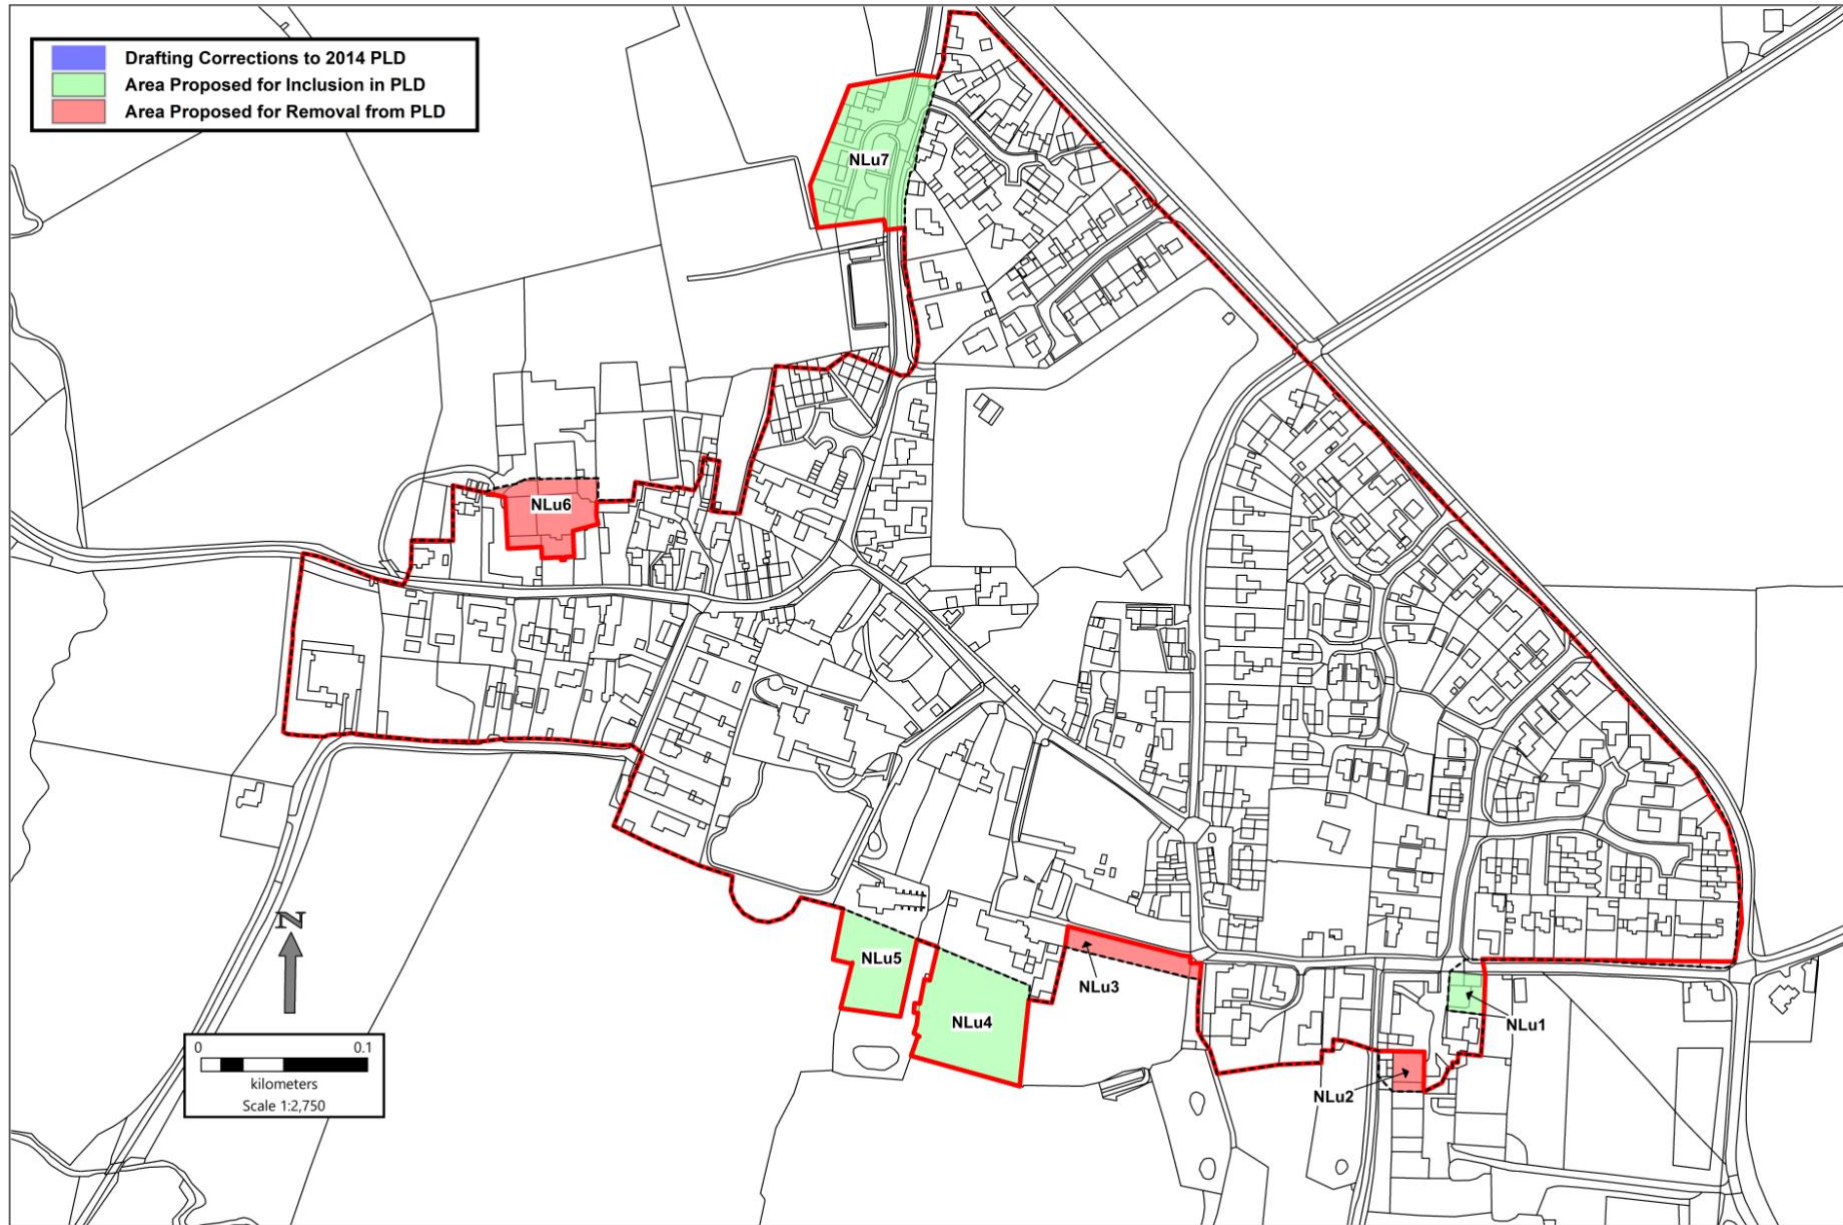 Drafting Corrections to 2014 PLD
Area Proposed for Inclusion in PLD
Area Proposed for Removal from PLD
NLu7
NLu6
NLu5
NLu4
NLu3
NLu1
NLu2
N
0 0.1
kilometers
Scale 1:2,750